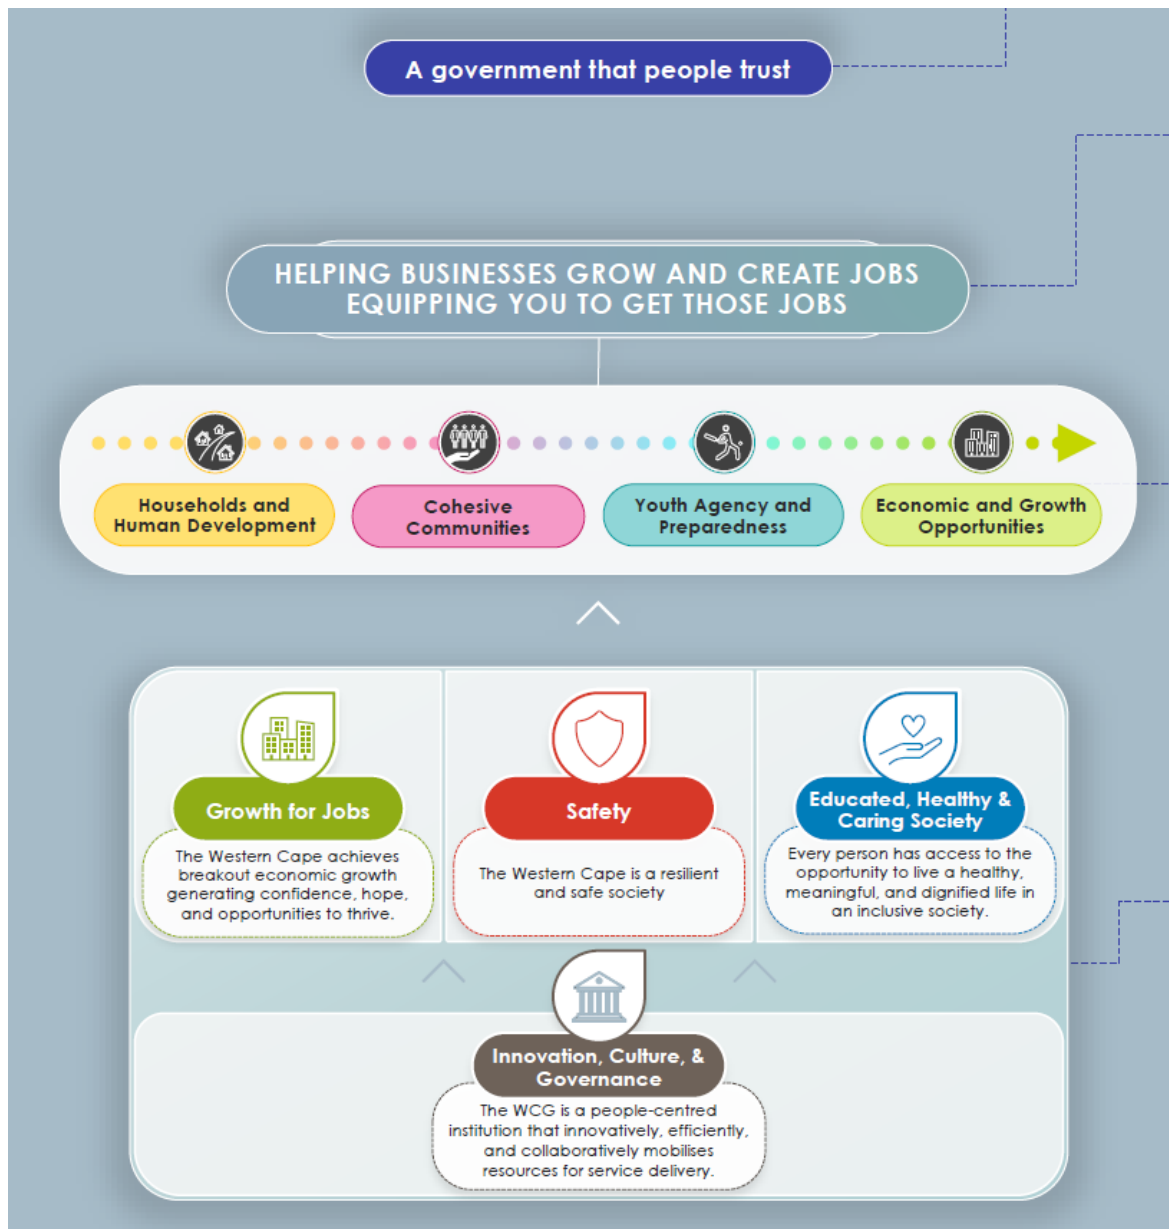 A government that people trust
HELPING BUSINESSES GROW AND CREATE JOBS
EQUIPPING YOU TO GET THOSE JOBS
Households and
Human Development
Cohesive
Communities
Youth Agency and
Preparedness
Economic and Growth
Opportunities
Growth for Jobs
The Western Cape achieves
breakout economic growth
generating confidence, hope,
and opportunities to thrive.
Safety
The Western Cape is a resilient
and safe society
Educated, Healthy &
Caring Society
Every person has access to the
opportunity to live a healthy,
meaningful, and dignified life in
an inclusive society.
Innovation, Culture, &
Governance
The WCG is a people-centred
institution that innovatively, efficiently,
and collaboratively mobilises
resources for service delivery.